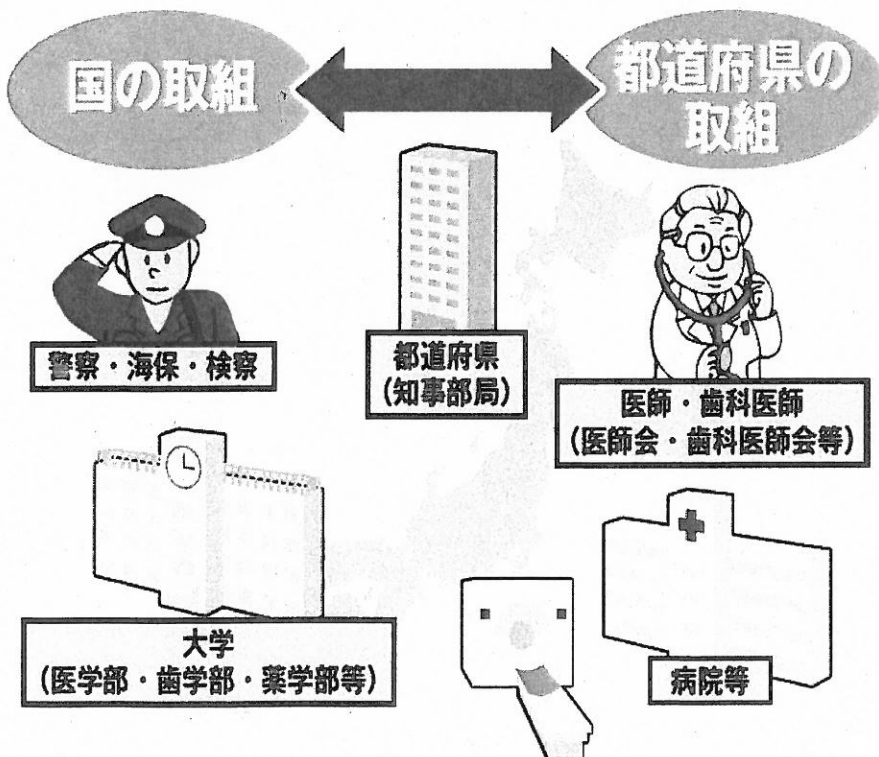 国の取組
都道府県の
取組
警察・海保・検察
都道府県
(知事部局)
医師・歯科医師
(医師会・歯科医師会等)
大学
(医学部・歯学部・薬学部等)
病院等